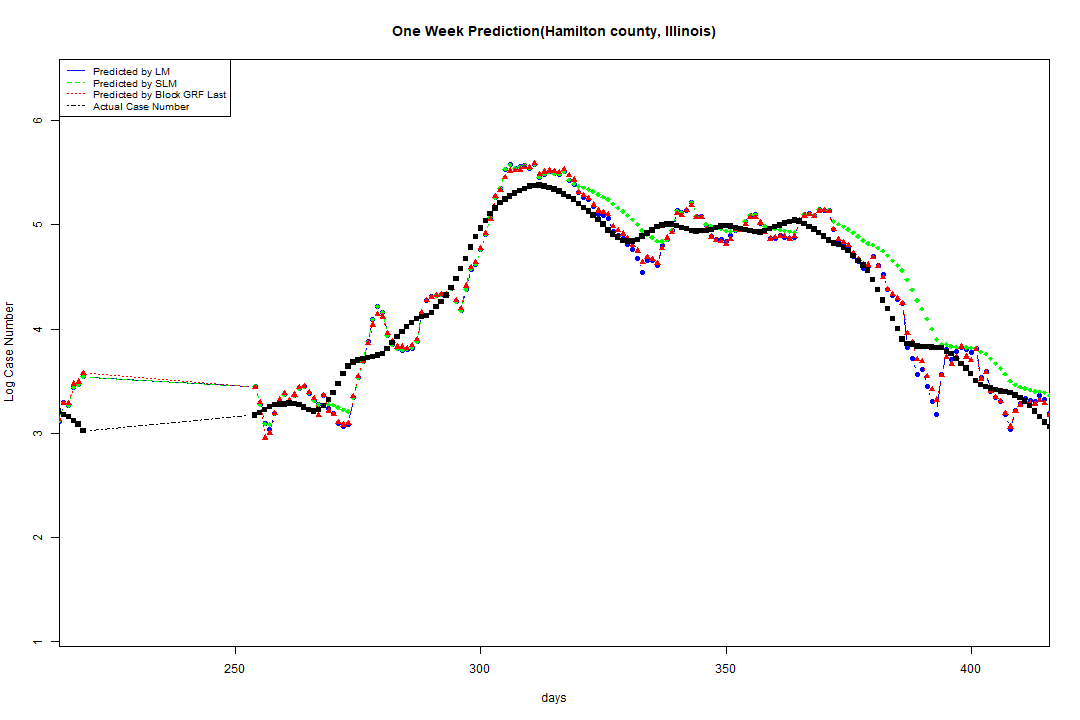 One Week Prediction(Hamilton county, Illinois)
Predicted by LM
Predicted by SLM
Predicted by Block GRF Last
Actual Case Number
Log Case Number
6
5
4
3
2
1
250
300
350
400
days